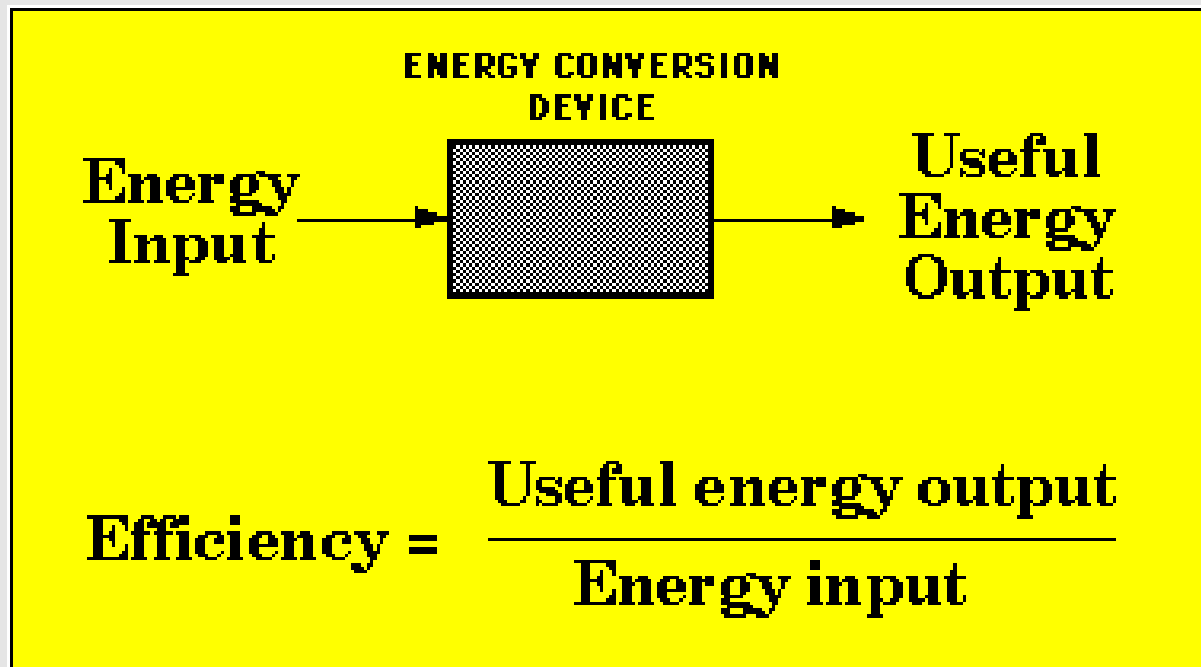 ENERGY CONVERSION
DEVICE
Energy
Input
Useful
Energy
Output
Efficiency = Useful energy output
Energy input